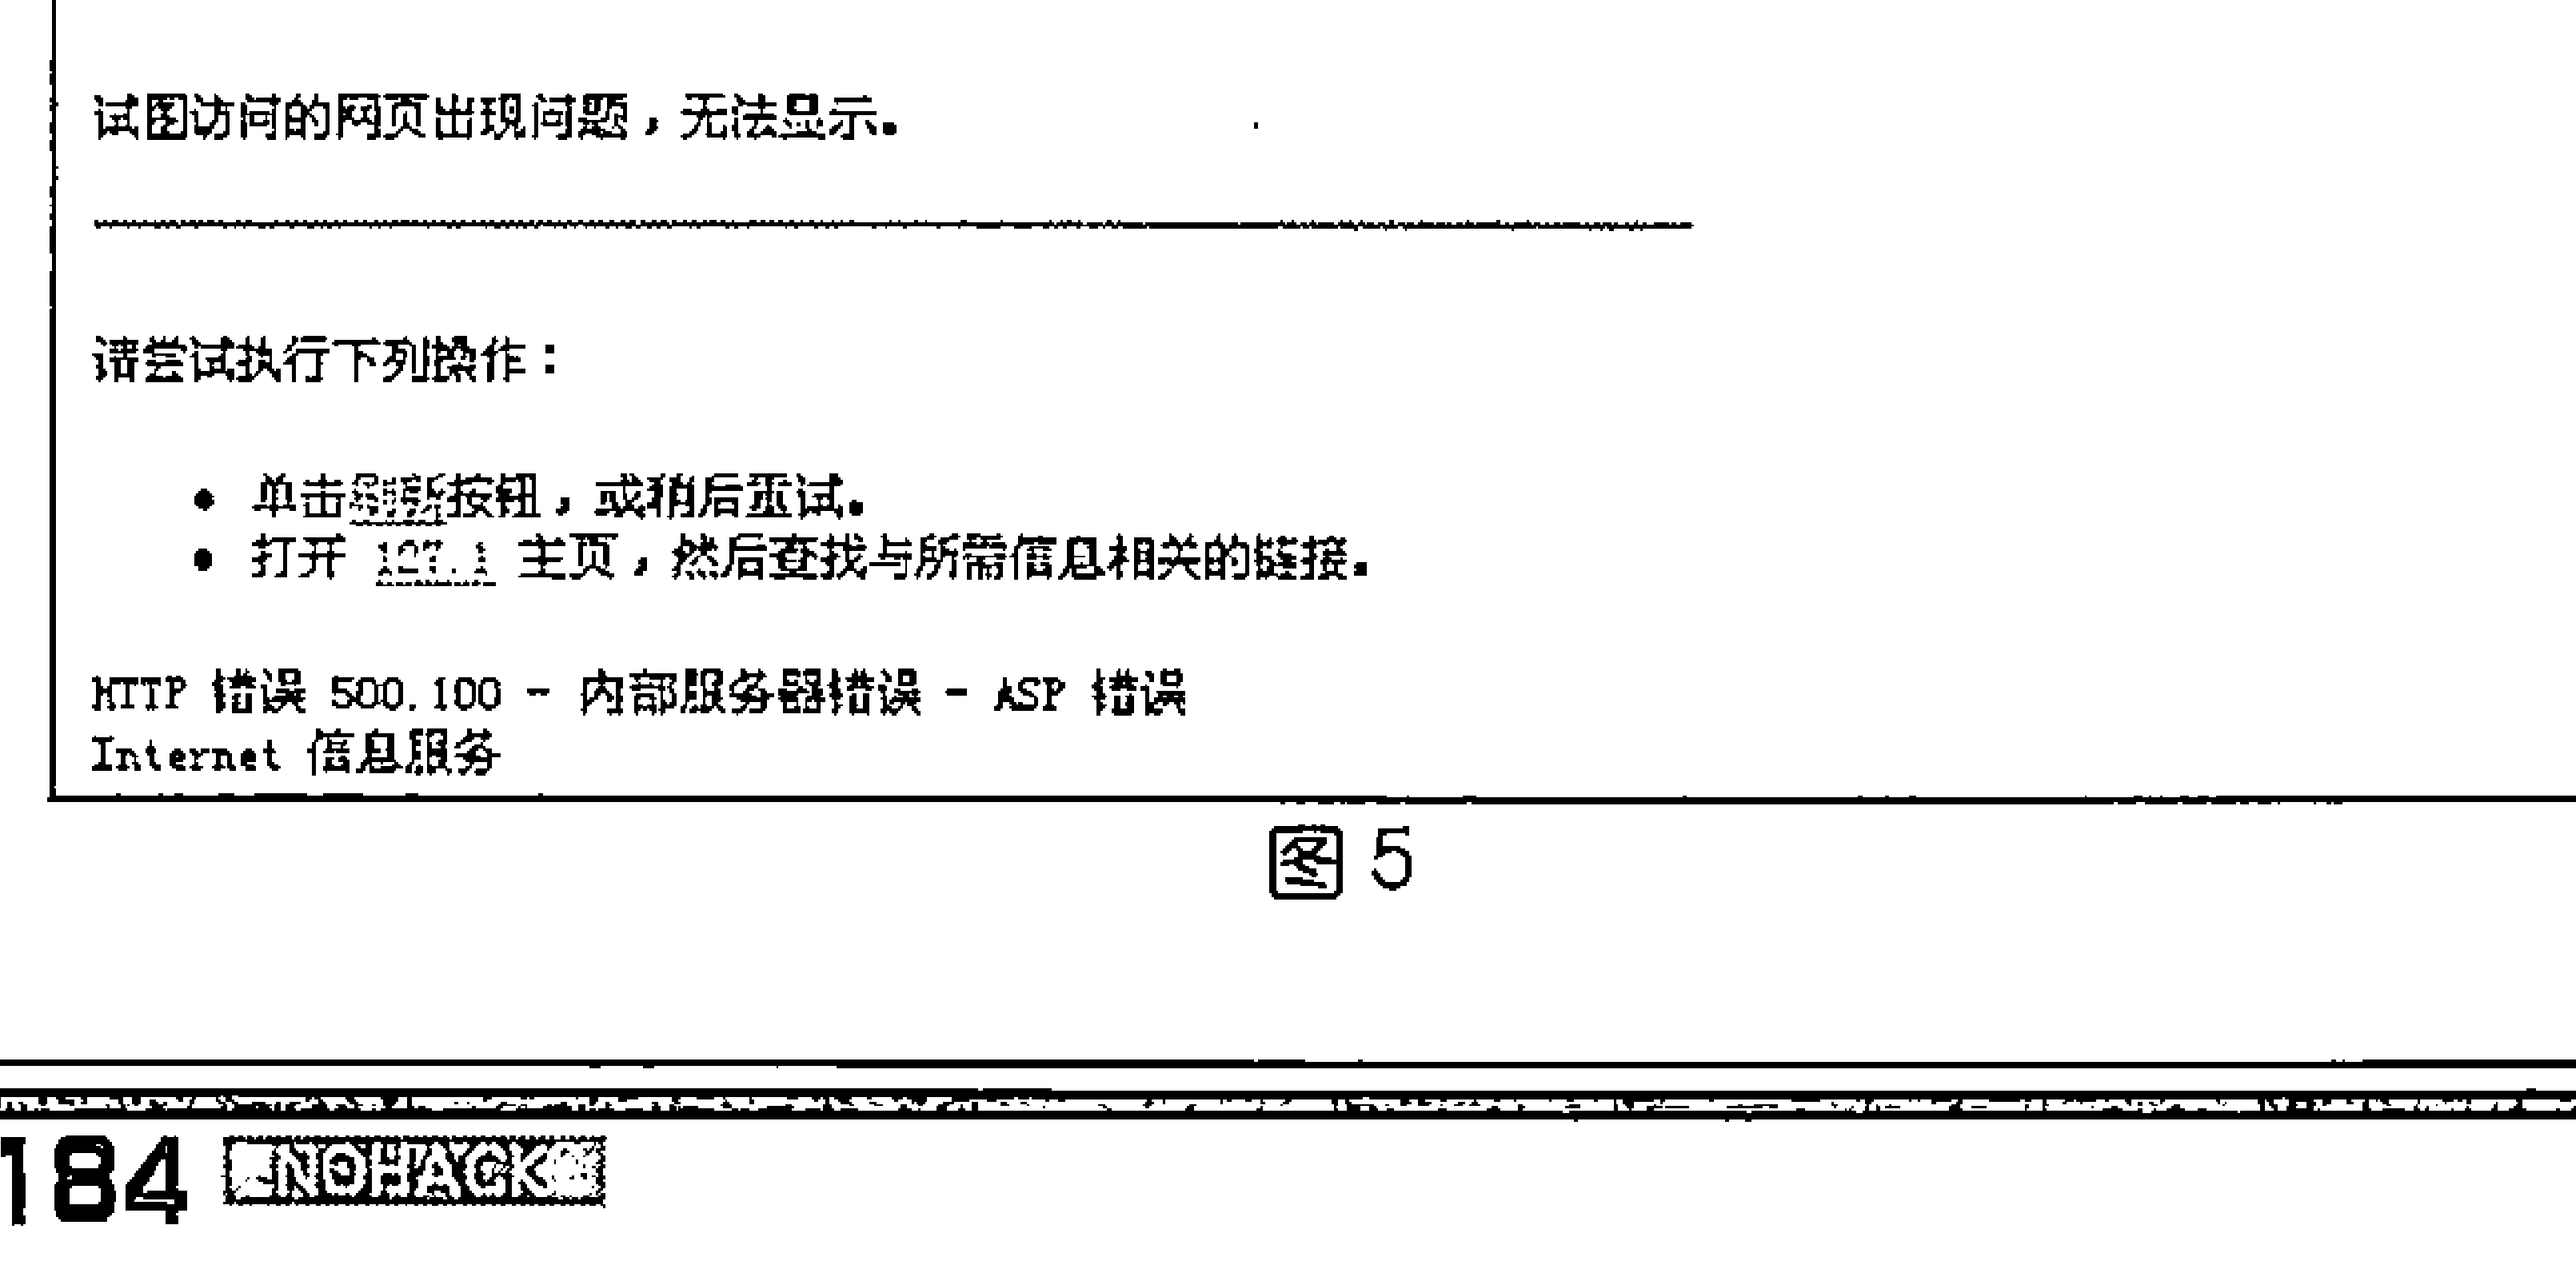 试图访问的网页出现问题，无法显示。
请尝试执行下列操作：
• 单击刷新按钮，或稍后重试。
• 打开 127.1 主页，然后查找与所需信息相关的链接。
HTTP 错误 500.100 - 内部服务器错误 - ASP 错误
Internet 信息服务
图 5
184 NOHACK